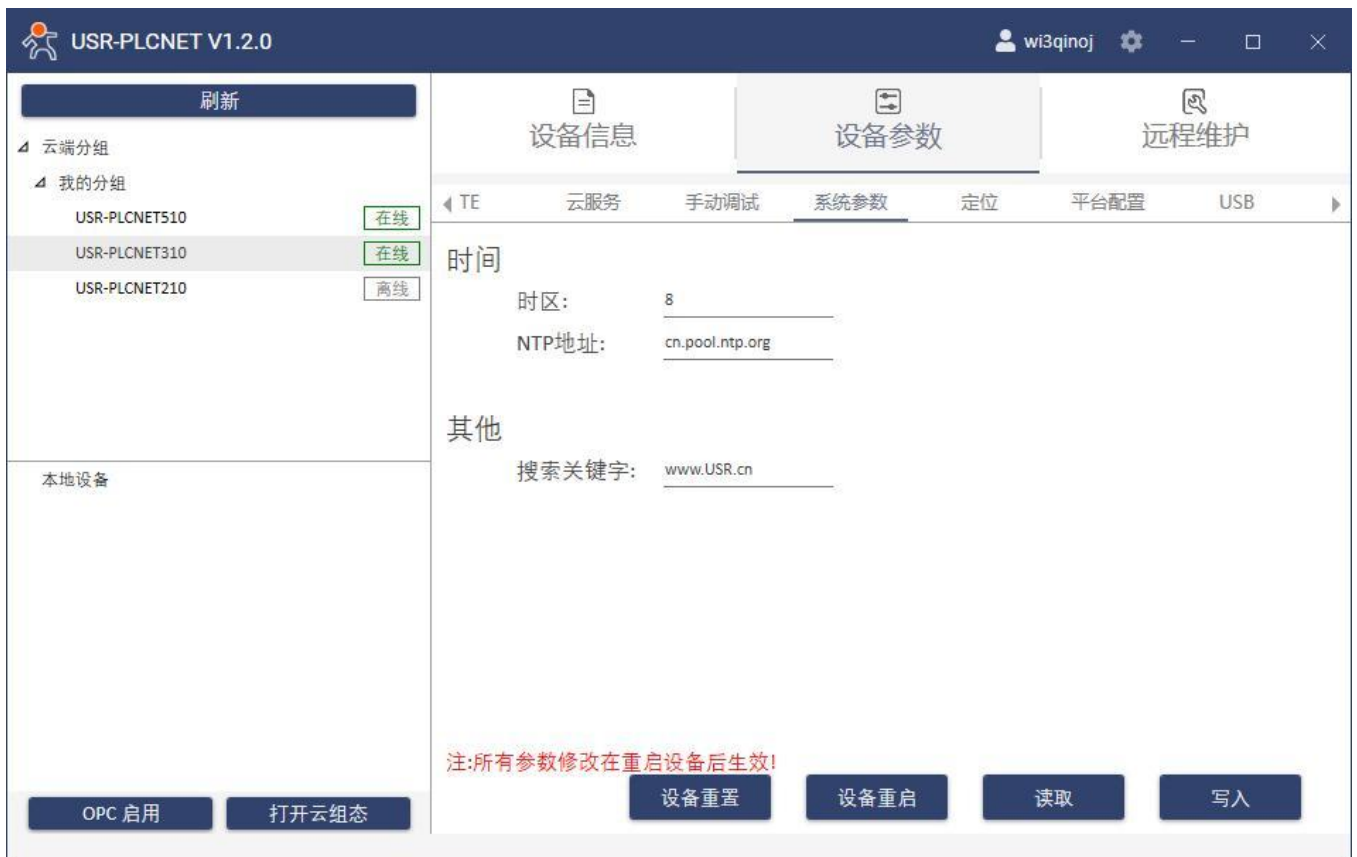 USR-PLCNET V1.2.0
wi3qinoj
刷新
云端分组
我的分组
USR-PLCNET510 在线
USR-PLCNET310 在线
USR-PLCNET210 离线
本地设备
OPC 启用 打开云组态
设备信息 设备参数 远程维护
TE 云服务 手动调试 系统参数 定位 平台配置 USB
时间
时区: 8
NTP地址: cn.pool.ntp.org
其他
搜索关键字: www.USR.cn
注:所有参数修改在重启设备后生效!
设备重置 设备重启 读取 写入